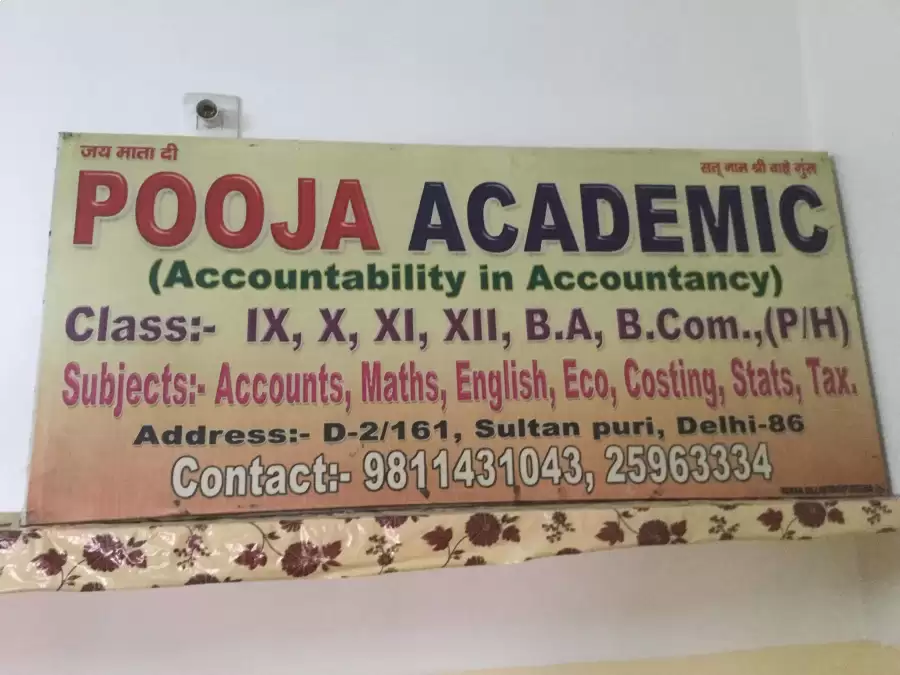 जय माता दी
सत् नाम श्री वाहे गुरु
POOJA ACADEMIC
(Accountability in Accountancy)
Class:- IX, X, XI, XII, B.A, B.Com.,(P/H)
Subjects:- Accounts, Maths, English, Eco, Costing, Stats, Tax.
Address:- D-2/161, Sultan puri, Delhi-86
Contact:- 9811431043, 25963334